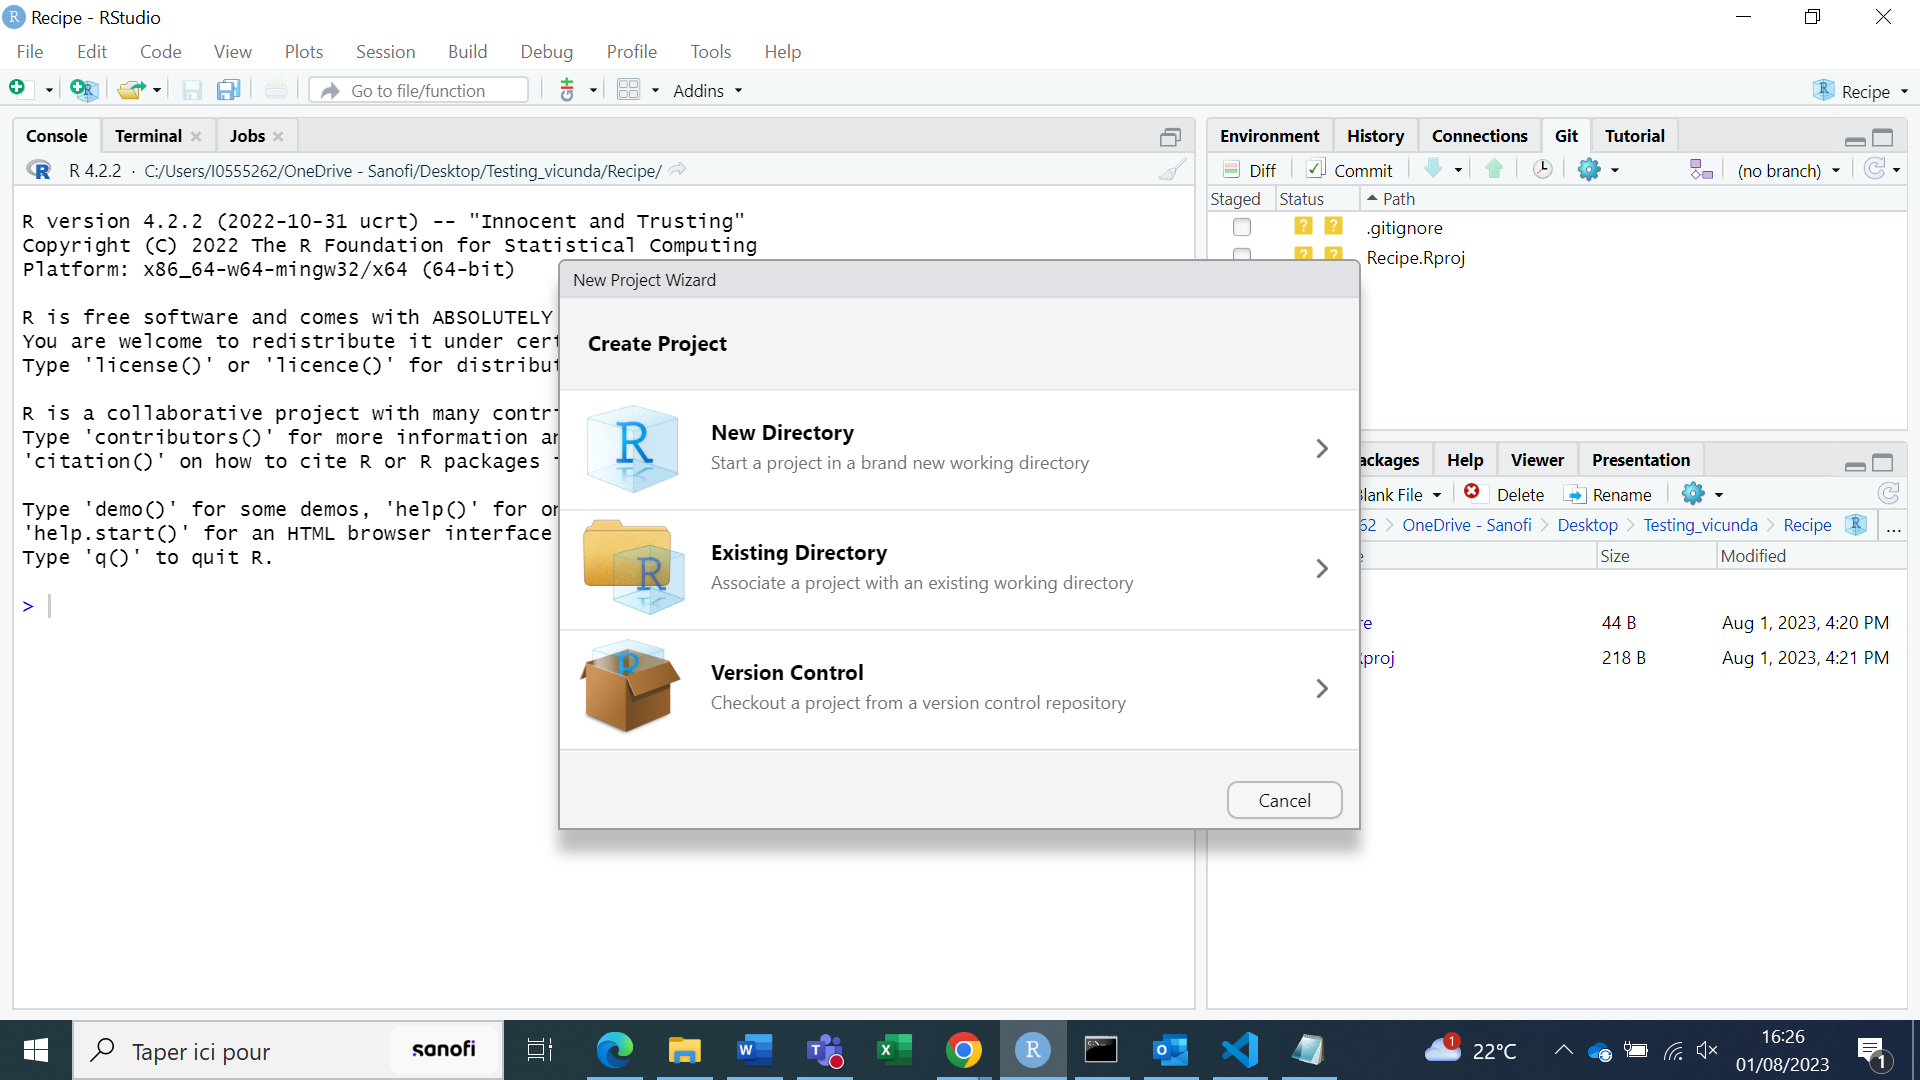 Recipe - RStudio
File Edit Code View Plots Session Build Debug Profile Tools Help
Go to file/function
Addins
Recipe
Console Terminal Jobs
R 4.2.2 · C:/Users/I0555262/OneDrive - Sanofi/Desktop/Testing_vicunda/Recipe/
R version 4.2.2 (2022-10-31 ucrt) -- "Innocent and Trusting"
Copyright (C) 2022 The R Foundation for Statistical Computing
Platform: x86_64-w64-mingw32/x64 (64-bit)
R is free software and comes with ABSOLUTELY
You are welcome to redistribute it under cert
Type 'license()' or 'licence()' for distribut
R is a collaborative project with many contri
Type 'contributors()' for more information an
'citation()' on how to cite R or R packages
Type 'demo()' for some demos, 'help()' for on
'help.start()' for an HTML browser interface
Type 'q()' to quit R.
>
New Project Wizard
Create Project
New Directory
Start a project in a brand new working directory
Existing Directory
Associate a project with an existing working directory
Version Control
Checkout a project from a version control repository
Cancel
Environment History Connections Git Tutorial
Diff Commit (no branch)
Staged Status Path
.gitignore
Recipe.Rproj
ackages Help Viewer Presentation
lank File Delete Rename
62 OneDrive - Sanofi Desktop Testing_vicunda Recipe ...
Size Modified
re 44 B Aug 1, 2023, 4:20 PM
proj 218 B Aug 1, 2023, 4:21 PM
Taper ici pour
sanofi
1
22°C
16:26
01/08/2023
1